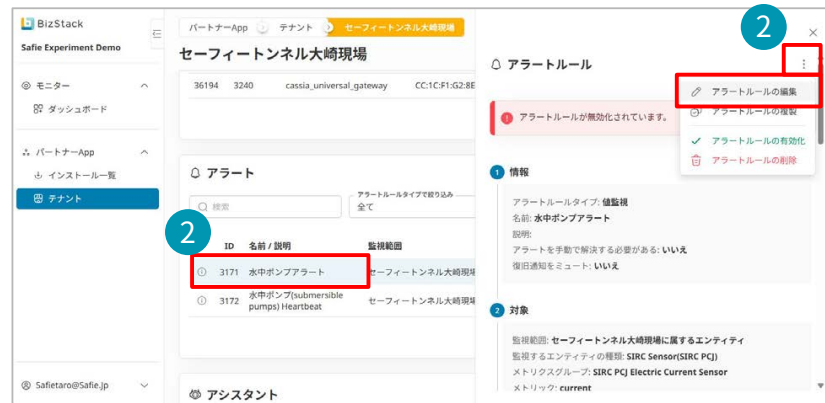 BizStack
Safie Experiment Demo
モニター
ダッシュボード
パートナーApp
インストール一覧
テナント
Safietaro@Safie.jp
パートナーApp
テナント
セーフィートンネル大崎現場
セーフィートンネル大崎現場
36194 3240 cassia_universal_gateway CC:1C:F1:G2:8E
アラート
検索
アラートルールタイプで絞り込み
全て
2
ID 名前 / 説明 監視範囲
3171 水中ポンプアラート セーフィートンネル大崎現場
3172 水中ポンプ(submersible pumps) Heartbeat セーフィートンネル大崎現場
アシスタント
2
アラートルール
アラートルールの編集
アラートルールの複製
アラートルールの有効化
アラートルールの削除
アラートルールが無効化されています。
1 情報
アラートルールタイプ: 値監視
名前: 水中ポンプアラート
説明:
アラートを手動で解決する必要がある: いいえ
復旧通知をミュート: いいえ
2 対象
監視範囲: セーフィートンネル大崎現場に属するエンティティ
監視するエンティティの種類: SIRC Sensor(SIRC PCJ)
メトリクスグループ: SIRC PCJ Electric Current Sensor
メトリック: current